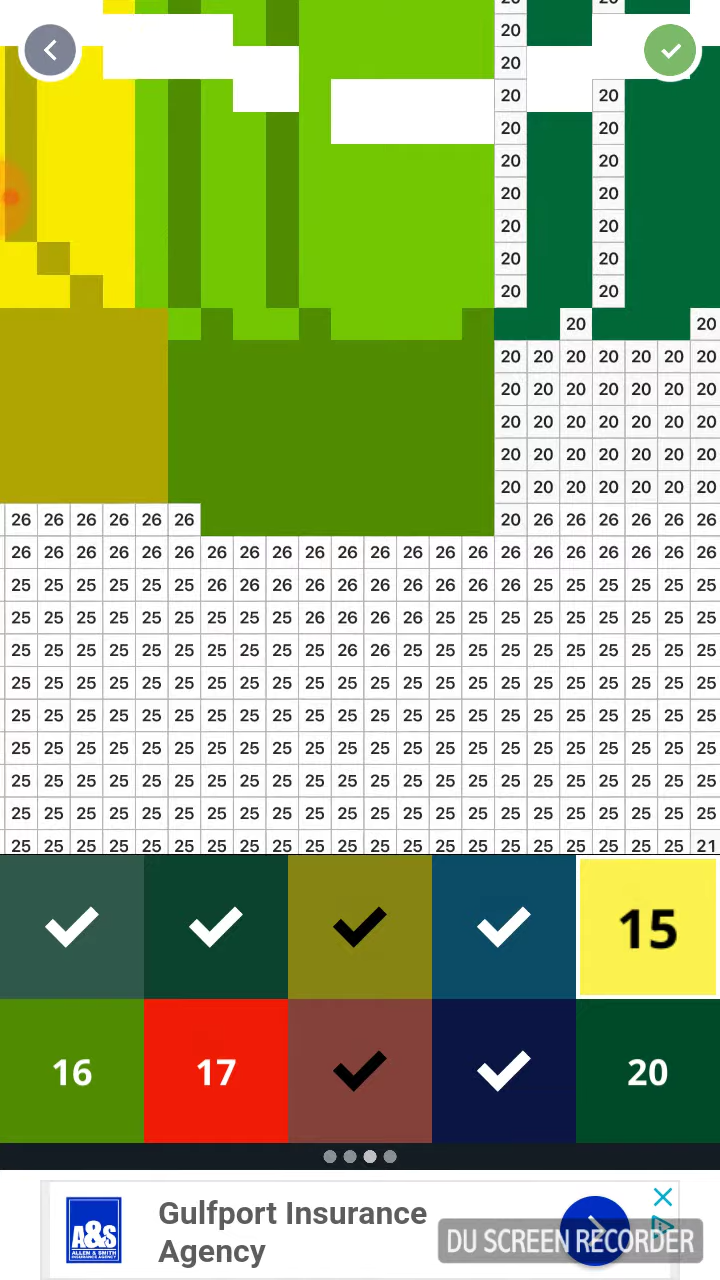 20
20
20
20 20
20
20
20 20
20 20
20 20
20 20
20 20
20 20
20 20 20 20 20 20 20
20 20 20 20 20 20 20
20 20 20 20 20 20 20
20 20 20 20 20 20 20
20 20 20 20 20 20 20
26 26 26 26 26 26 20 26 26 26 26 26 26
26 26 26 26 26 26 26 26 26 26 26 26 26 26 26 26 26 26 26 26 26 26
25 25 25 25 25 25 26 26 26 26 26 26 26 26 26 26 25 25 25 25 25 25
25 25 25 25 25 25 25 25 25 26 26 26 26 25 25 25 25 25 25 25 25 25
25 25 25 25 25 25 25 25 25 25 26 26 25 25 25 25 25 25 25 25 25 25
25 25 25 25 25 25 25 25 25 25 25 25 25 25 25 25 25 25 25 25 25 25
25 25 25 25 25 25 25 25 25 25 25 25 25 25 25 25 25 25 25 25 25 25
25 25 25 25 25 25 25 25 25 25 25 25 25 25 25 25 25 25 25 25 25 25
25 25 25 25 25 25 25 25 25 25 25 25 25 25 25 25 25 25 25 25 25 25
25 25 25 25 25 25 25 25 25 25 25 25 25 25 25 25 25 25 25 25 25 25
25 25 25 25 25 25 25 25 25 25 25 25 25 25 25 25 25 25 25 25 25 21
15
16 17 20
A&S
ALLEN & SMITH
INSURANCE AGENCY
Gulfport Insurance
Agency
DU SCREEN RECORDER